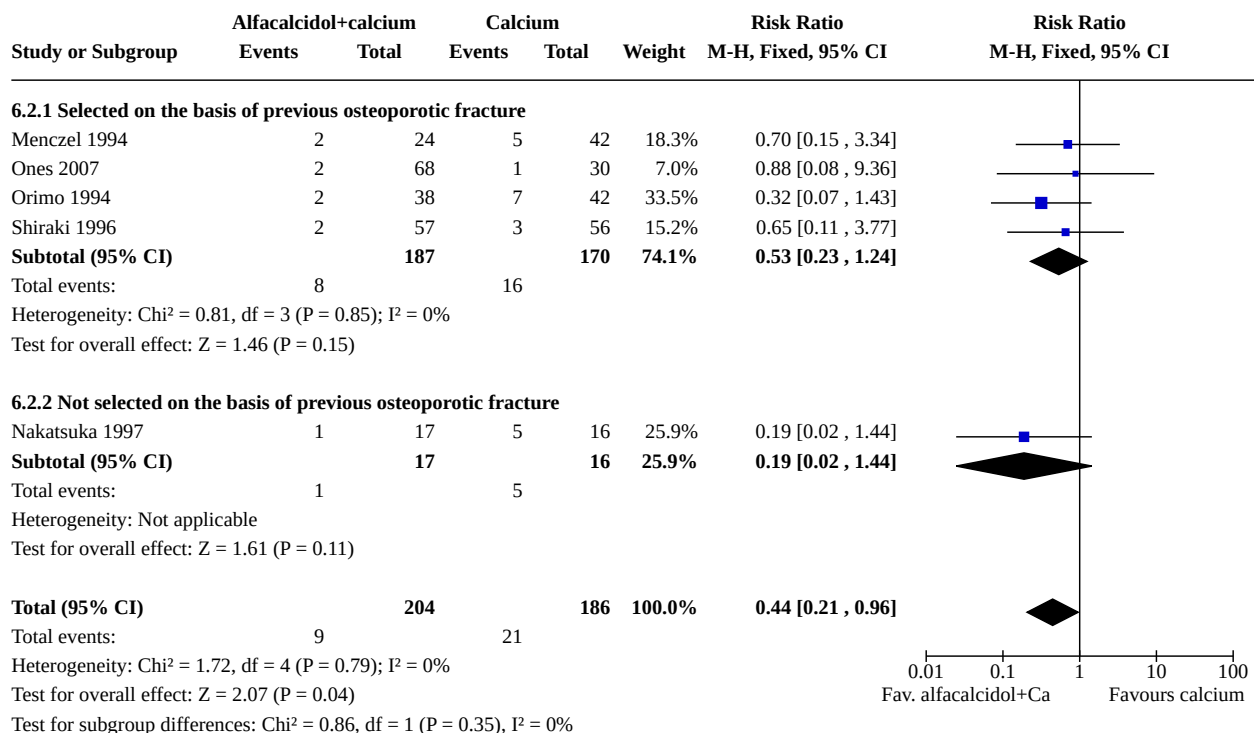 Alfacalcidol+calcium Calcium Risk Ratio Risk Ratio
Study or Subgroup Events Total Events Total Weight M-H, Fixed, 95% CI M-H, Fixed, 95% CI
6.2.1 Selected on the basis of previous osteoporotic fracture
Menczel 1994 2 24 5 42 18.3% 0.70 [0.15 , 3.34]
Ones 2007 2 68 1 30 7.0% 0.88 [0.08 , 9.36]
Orimo 1994 2 38 7 42 33.5% 0.32 [0.07 , 1.43]
Shiraki 1996 2 57 3 56 15.2% 0.65 [0.11 , 3.77]
Subtotal (95% CI) 187 170 74.1% 0.53 [0.23 , 1.24]
Total events: 8 16
Heterogeneity: Chi² = 0.81, df = 3 (P = 0.85); I² = 0%
Test for overall effect: Z = 1.46 (P = 0.15)
6.2.2 Not selected on the basis of previous osteoporotic fracture
Nakatsuka 1997 1 17 5 16 25.9% 0.19 [0.02 , 1.44]
Subtotal (95% CI) 17 16 25.9% 0.19 [0.02 , 1.44]
Total events: 1 5
Heterogeneity: Not applicable
Test for overall effect: Z = 1.61 (P = 0.11)
Total (95% CI) 204 186 100.0% 0.44 [0.21 , 0.96]
Total events: 9 21
Heterogeneity: Chi² = 1.72, df = 4 (P = 0.79); I² = 0%
0.01 0.1 1 10 100
Test for overall effect: Z = 2.07 (P = 0.04)
Fav. alfacalcidol+Ca Favours calcium
Test for subgroup differences: Chi² = 0.86, df = 1 (P = 0.35), I² = 0%